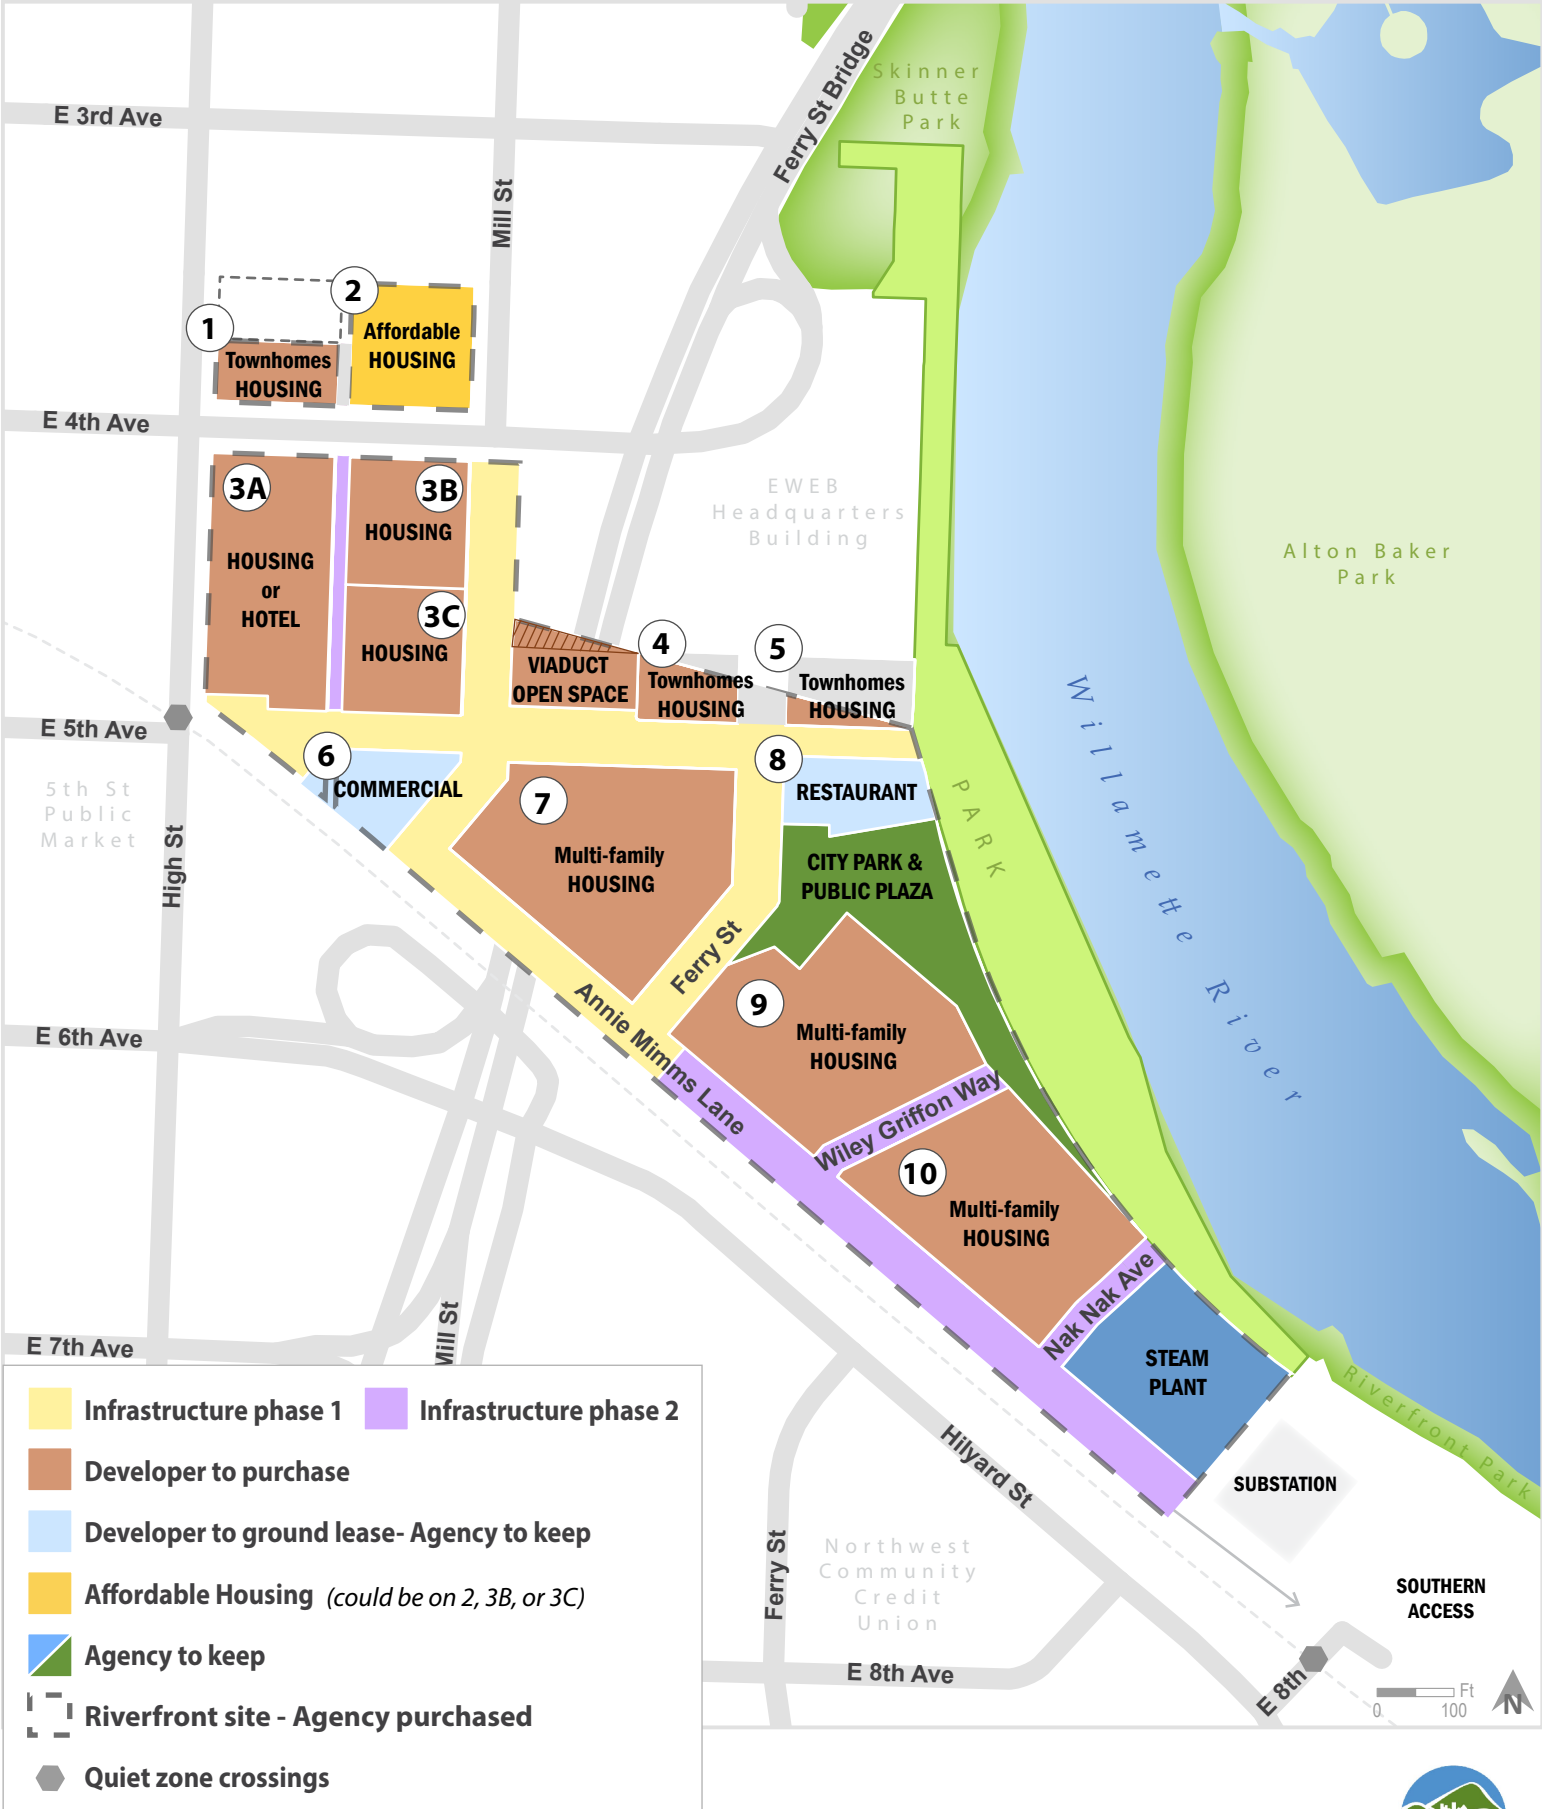 Ferry St Bridge
Skinner
Butte
Park
E 3rd Ave
Mill St
2
1
Affordable
HOUSING
Townhomes
HOUSING
E 4th Ave
3A
3B
HOUSING
HOUSING
or
HOTEL
3C
HOUSING
EWEB
Headquarters
Building
Alton Baker
Park
4
5
VIADUCT
OPEN SPACE
Townhomes
HOUSING
Townhomes
HOUSING
E 5th Ave
5th St
Public
Market
High St
6
COMMERCIAL
7
Multi-family
HOUSING
8
RESTAURANT
CITY PARK &
PUBLIC PLAZA
PARK
Willamette River
Ferry St
Annie Mimms Lane
9
Multi-family
HOUSING
E 6th Ave
Wiley Griffon Way
10
Multi-family
HOUSING
Nak Nak Ave
STEAM
PLANT
E 7th Ave
Mill St
Riverfront Park
SUBSTATION
Hilyard St
Ferry St
Northwest
Community
Credit
Union
SOUTHERN
ACCESS
E 8th Ave
E 8th
Ft
0 100
N
Infrastructure phase 1
Infrastructure phase 2
Developer to purchase
Developer to ground lease- Agency to keep
Affordable Housing (could be on 2, 3B, or 3C)
Agency to keep
Riverfront site - Agency purchased
Quiet zone crossings